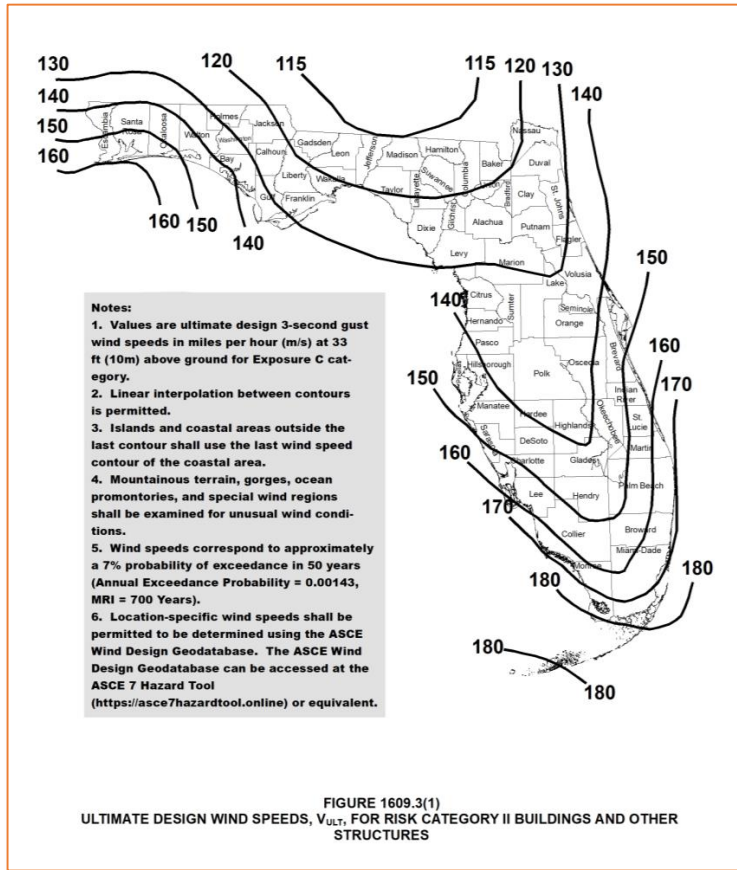 130
120
115
115
120
130
140
140
150
160
160
150
140
Escambia
Santa
Rosa
Okaloosa
Walton
Holmes
Washington
Bay
Jackson
Calhoun
Gulf
Liberty
Gadsden
Franklin
Leon
Wakulla
Jefferson
Madison
Taylor
Hamilton
Suwannee
Lafayette
Dixie
Columbia
Gilchrist
Baker
Union
Bradford
Nassau
Duval
Clay
St. Johns
Alachua
Putnam
Flagler
Levy
Marion
Volusia
Lake
Citrus
Sumter
Hernando
Seminole
Orange
Pasco
Hillsborough
Pinellas
Polk
Osceola
Brevard
Indian
River
Manatee
Hardee
Highlands
Okeechobee
St.
Lucie
Sarasota
DeSoto
Martin
Charlotte
Glades
Lee
Hendry
Palm Beach
Collier
Broward
Miami-Dade
Monroe
140
150
160
170
180
150
160
170
180
180
180
Notes:
1. Values are ultimate design 3-second gust
wind speeds in miles per hour (m/s) at 33
ft (10m) above ground for Exposure C cat-
egory.
2. Linear interpolation between contours
is permitted.
3. Islands and coastal areas outside the
last contour shall use the last wind speed
contour of the coastal area.
4. Mountainous terrain, gorges, ocean
promontories, and special wind regions
shall be examined for unusual wind condi-
tions.
5. Wind speeds correspond to approximately
a 7% probability of exceedance in 50 years
(Annual Exceedance Probability = 0.00143,
MRI = 700 Years).
6. Location-specific wind speeds shall be
permitted to be determined using the ASCE
Wind Design Geodatabase. The ASCE Wind
Design Geodatabase can be accessed at the
ASCE 7 Hazard Tool
(https://asce7hazardtool.online) or equivalent.
FIGURE 1609.3(1)
ULTIMATE DESIGN WIND SPEEDS, VULT, FOR RISK CATEGORY II BUILDINGS AND OTHER
STRUCTURES